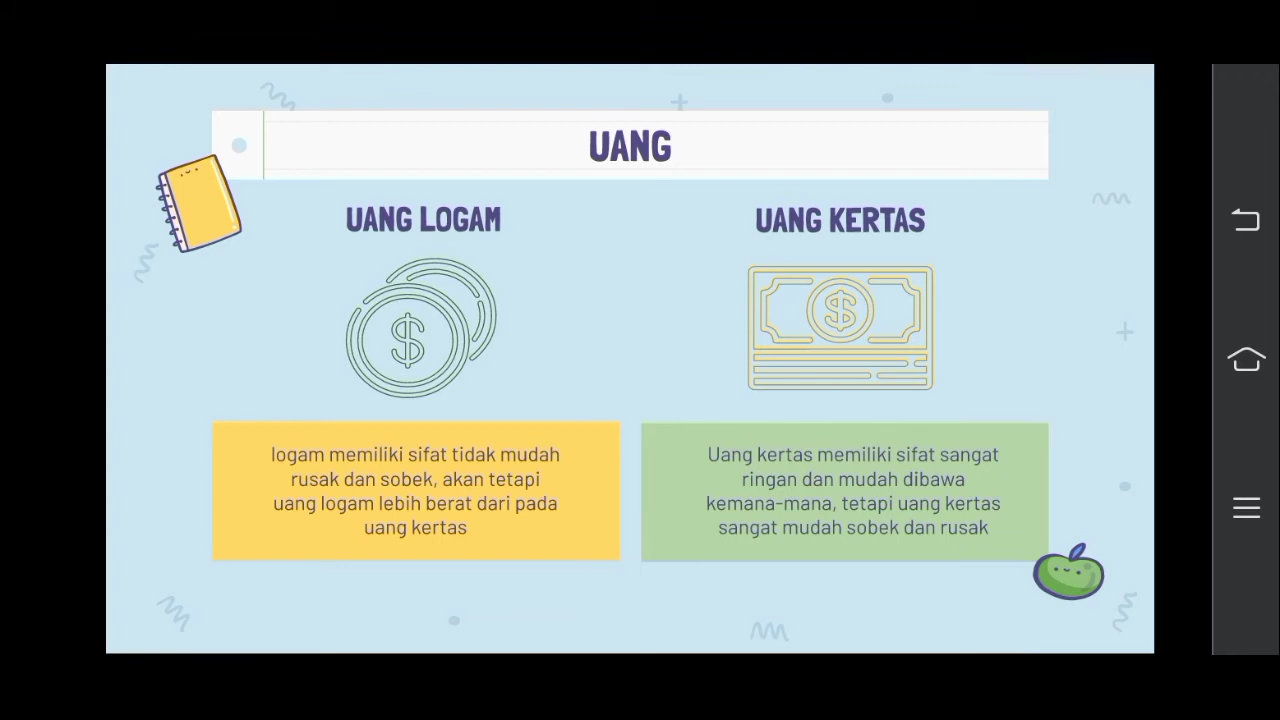 UANG
UANG LOGAM
logam memiliki sifat tidak mudah
rusak dan sobek, akan tetapi
uang logam lebih berat dari pada
uang kertas
UANG KERTAS
Uang kertas memiliki sifat sangat
ringan dan mudah dibawa
kemana-mana, tetapi uang kertas
sangat mudah sobek dan rusak